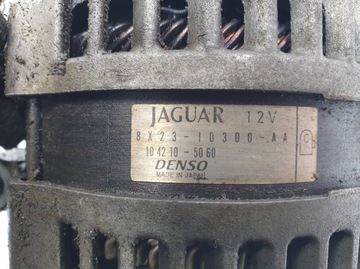 JAGUAR 12V
8X23-10300-AA
104210-5060
DENSO
MADE IN JAPAN
C